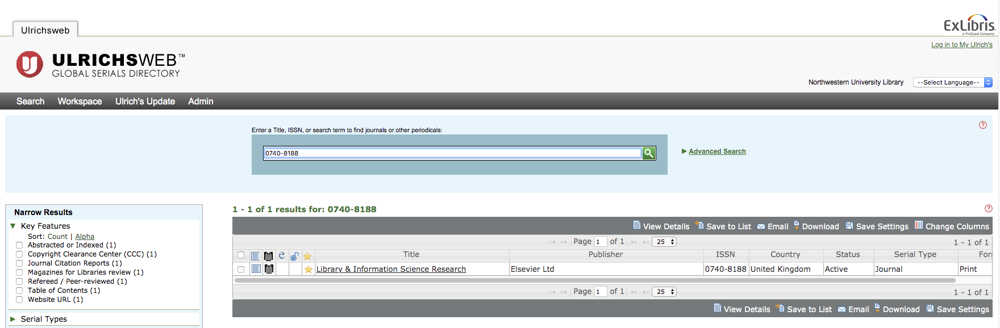 Ulrichsweb
ExLibris
a ProQuest Company
Log in to My Ulrich's
ULRICHSWEB™
GLOBAL SERIALS DIRECTORY
Northwestern University Library --Select Language--
Search Workspace Ulrich's Update Admin
Enter a Title, ISSN, or search term to find journals or other periodicals:
0740-8188
Advanced Search
Narrow Results
Key Features
Sort: Count | Alpha
Abstracted or Indexed (1)
Copyright Clearance Center (CCC) (1)
Journal Citation Reports (1)
Magazines for Libraries review (1)
Refereed / Peer-reviewed (1)
Table of Contents (1)
Website URL (1)
Serial Types
1 - 1 of 1 results for: 0740-8188
View Details Save to List Email Download Save Settings Change Columns
Page 1 of 1 25 1 - 1 of 1
Title Publisher ISSN Country Status Serial Type For
Library & Information Science Research Elsevier Ltd 0740-8188 United Kingdom Active Journal Print
Page 1 of 1 25 1 - 1 of 1
View Details Save to List Email Download Save Settings